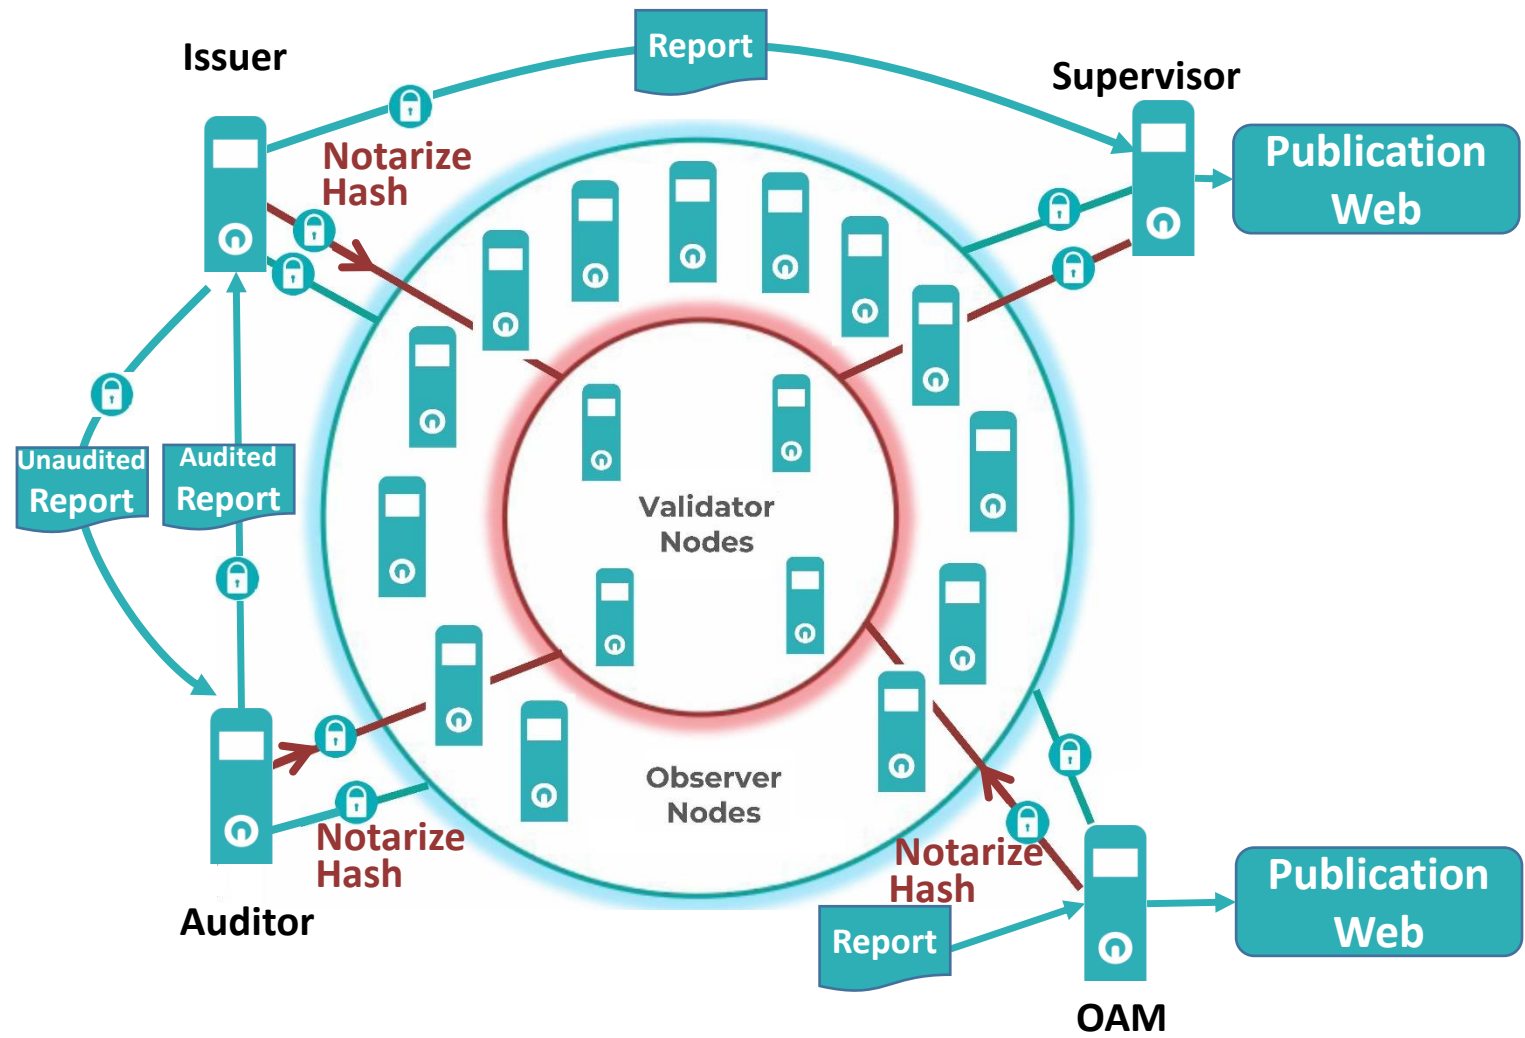 Issuer
Report
Supervisor
Notarize
Hash
Publication
Web
Unaudited
Report
Audited
Report
Validator
Nodes
Observer
Nodes
Notarize
Hash
Auditor
Notarize
Hash
Report
Publication
Web
OAM